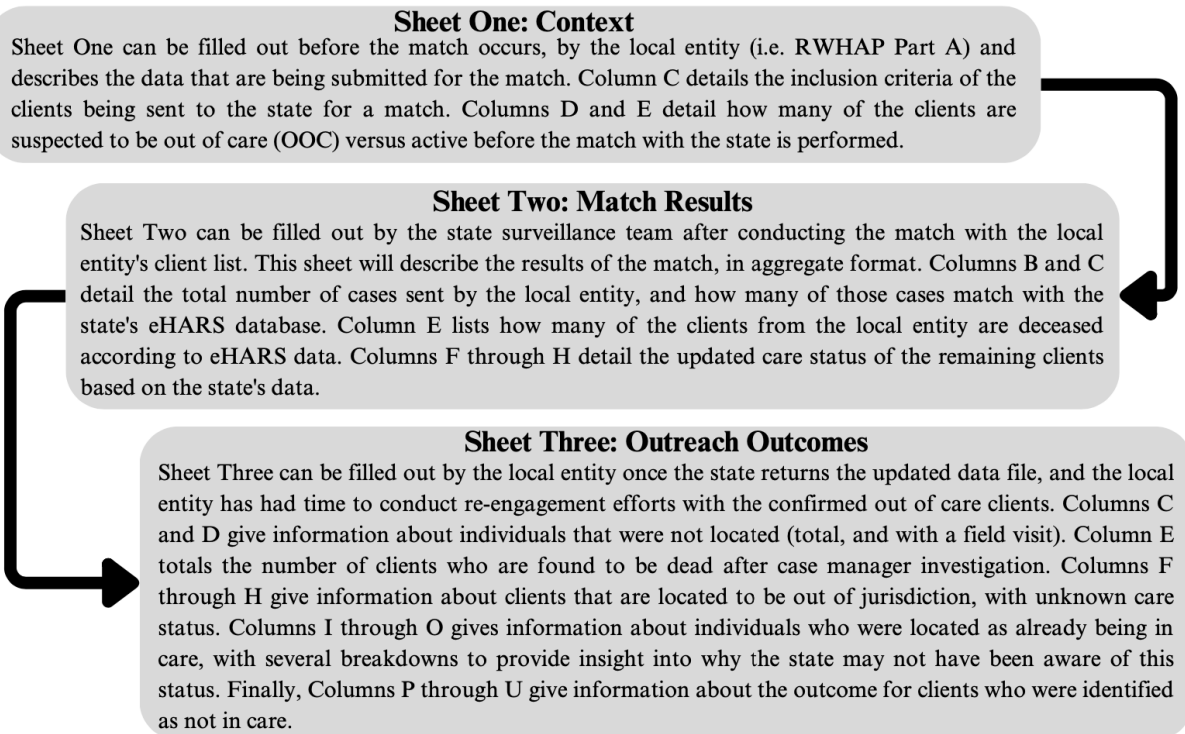 Sheet One: Context
Sheet One can be filled out before the match occurs, by the local entity (i.e. RWHAP Part A) and
describes the data that are being submitted for the match. Column C details the inclusion criteria of the
clients being sent to the state for a match. Columns D and E detail how many of the clients are
suspected to be out of care (OOC) versus active before the match with the state is performed.
Sheet Two: Match Results
Sheet Two can be filled out by the state surveillance team after conducting the match with the local
entity's client list. This sheet will describe the results of the match, in aggregate format. Columns B and C
detail the total number of cases sent by the local entity, and how many of those cases match with the
state's eHARS database. Column E lists how many of the clients from the local entity are deceased
according to eHARS data. Columns F through H detail the updated care status of the remaining clients
based on the state's data.
Sheet Three: Outreach Outcomes
Sheet Three can be filled out by the local entity once the state returns the updated data file, and the local
entity has had time to conduct re-engagement efforts with the confirmed out of care clients. Columns C
and D give information about individuals that were not located (total, and with a field visit). Column E
totals the number of clients who are found to be dead after case manager investigation. Columns F
through H give information about clients that are located to be out of jurisdiction, with unknown care
status. Columns I through O gives information about individuals who were located as already being in
care, with several breakdowns to provide insight into why the state may not have been aware of this
status. Finally, Columns P through U give information about the outcome for clients who were identified
as not in care.